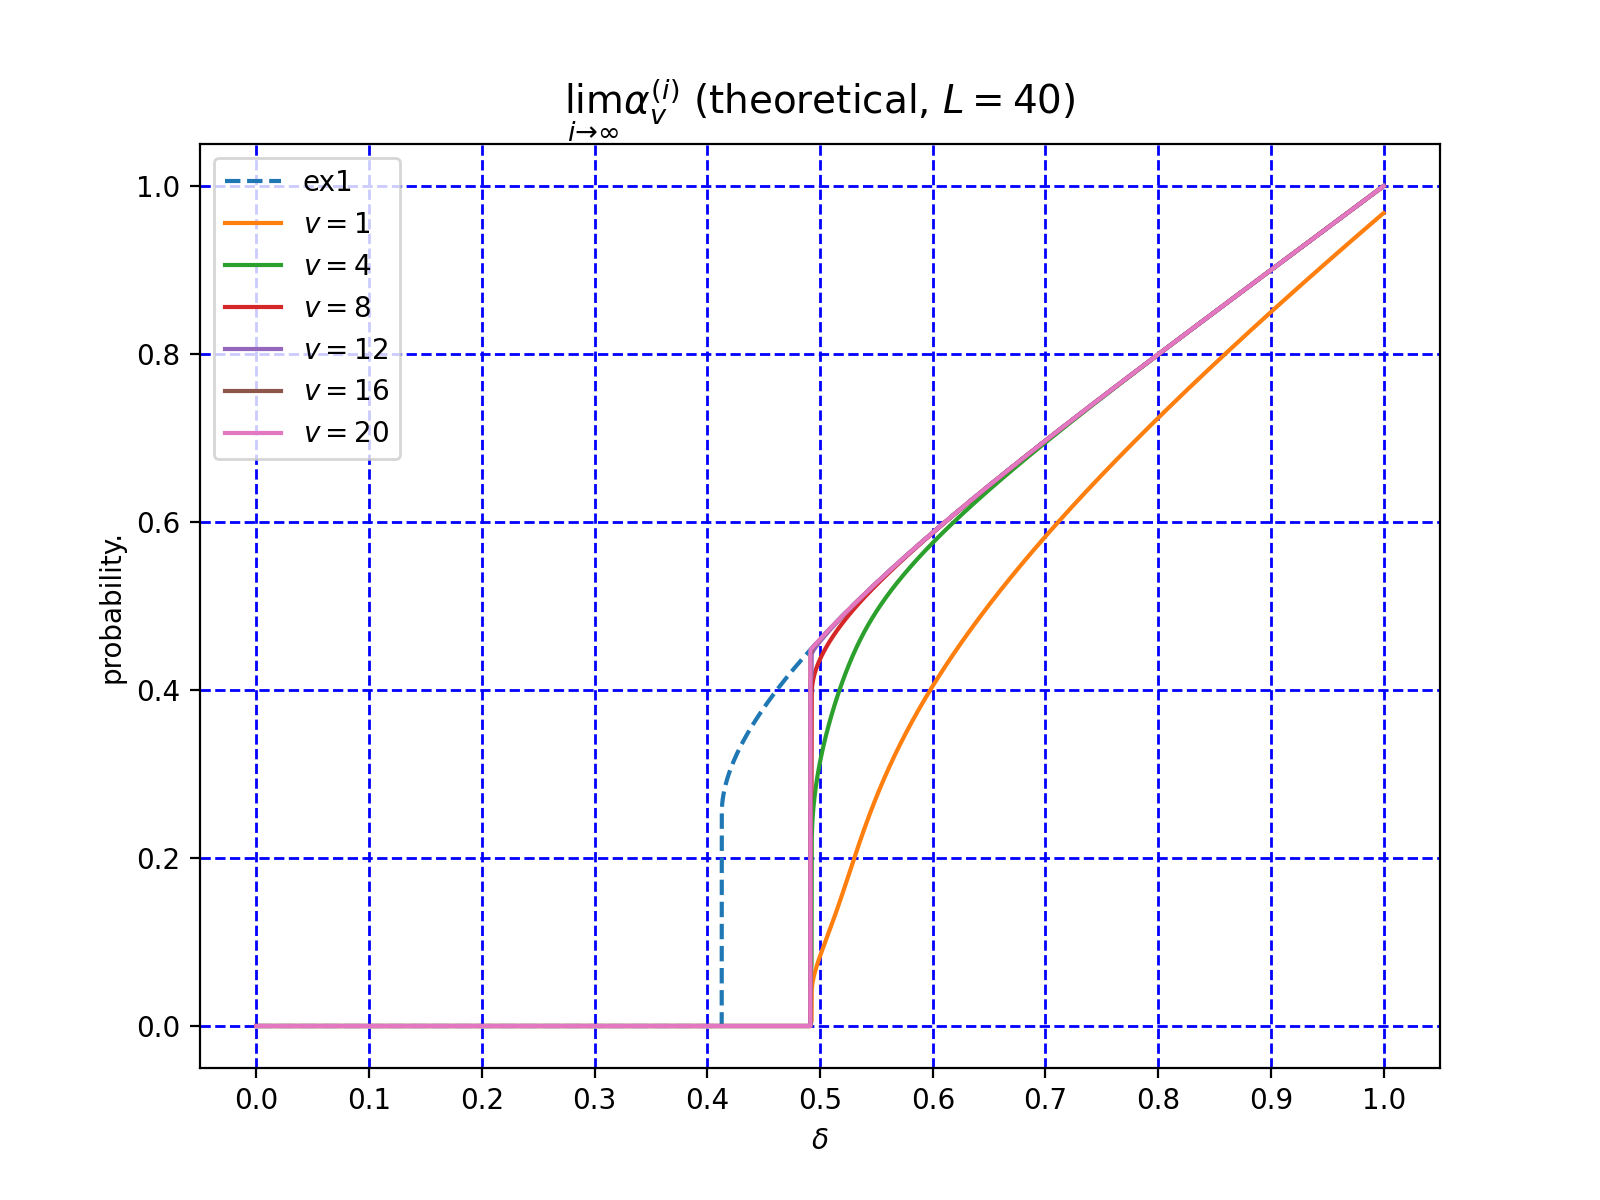 lim α_v^(i) (theoretical, L = 40)
i→∞
ex1
v = 1
v = 4
v = 8
v = 12
v = 16
v = 20
1.0
0.8
0.6
0.4
0.2
0.0
probability.
0.0 0.1 0.2 0.3 0.4 0.5 0.6 0.7 0.8 0.9 1.0
δ